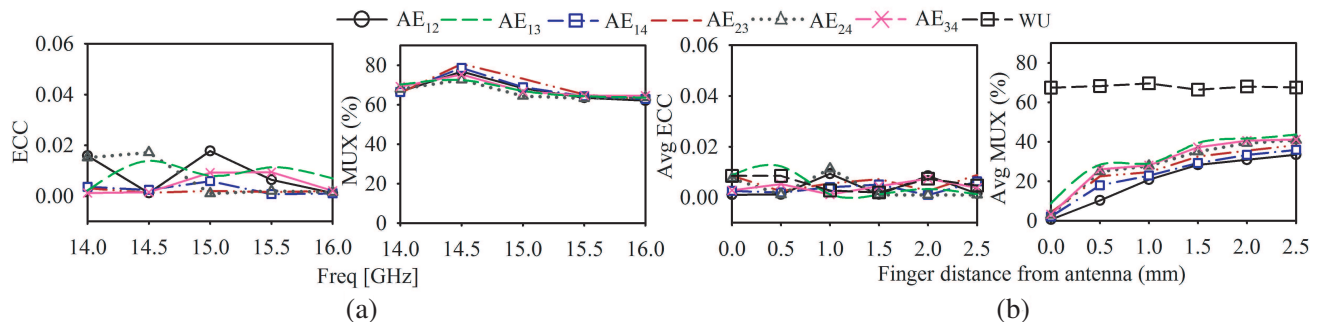 AE12 AE13 AE14 AE23 AE24 AE34 WU
0.06 0.04 0.02 0.00
ECC
14.0 14.5 15.0 15.5 16.0
80 60 40 20 0
MUX (%)
14.0 14.5 15.0 15.5 16.0
Freq [GHz]
(a)
0.06 0.04 0.02 0.00
Avg ECC
0.0 0.5 1.0 1.5 2.0 2.5
80 60 40 20 0
Avg MUX (%)
0.0 0.5 1.0 1.5 2.0 2.5
Finger distance from antenna (mm)
(b)